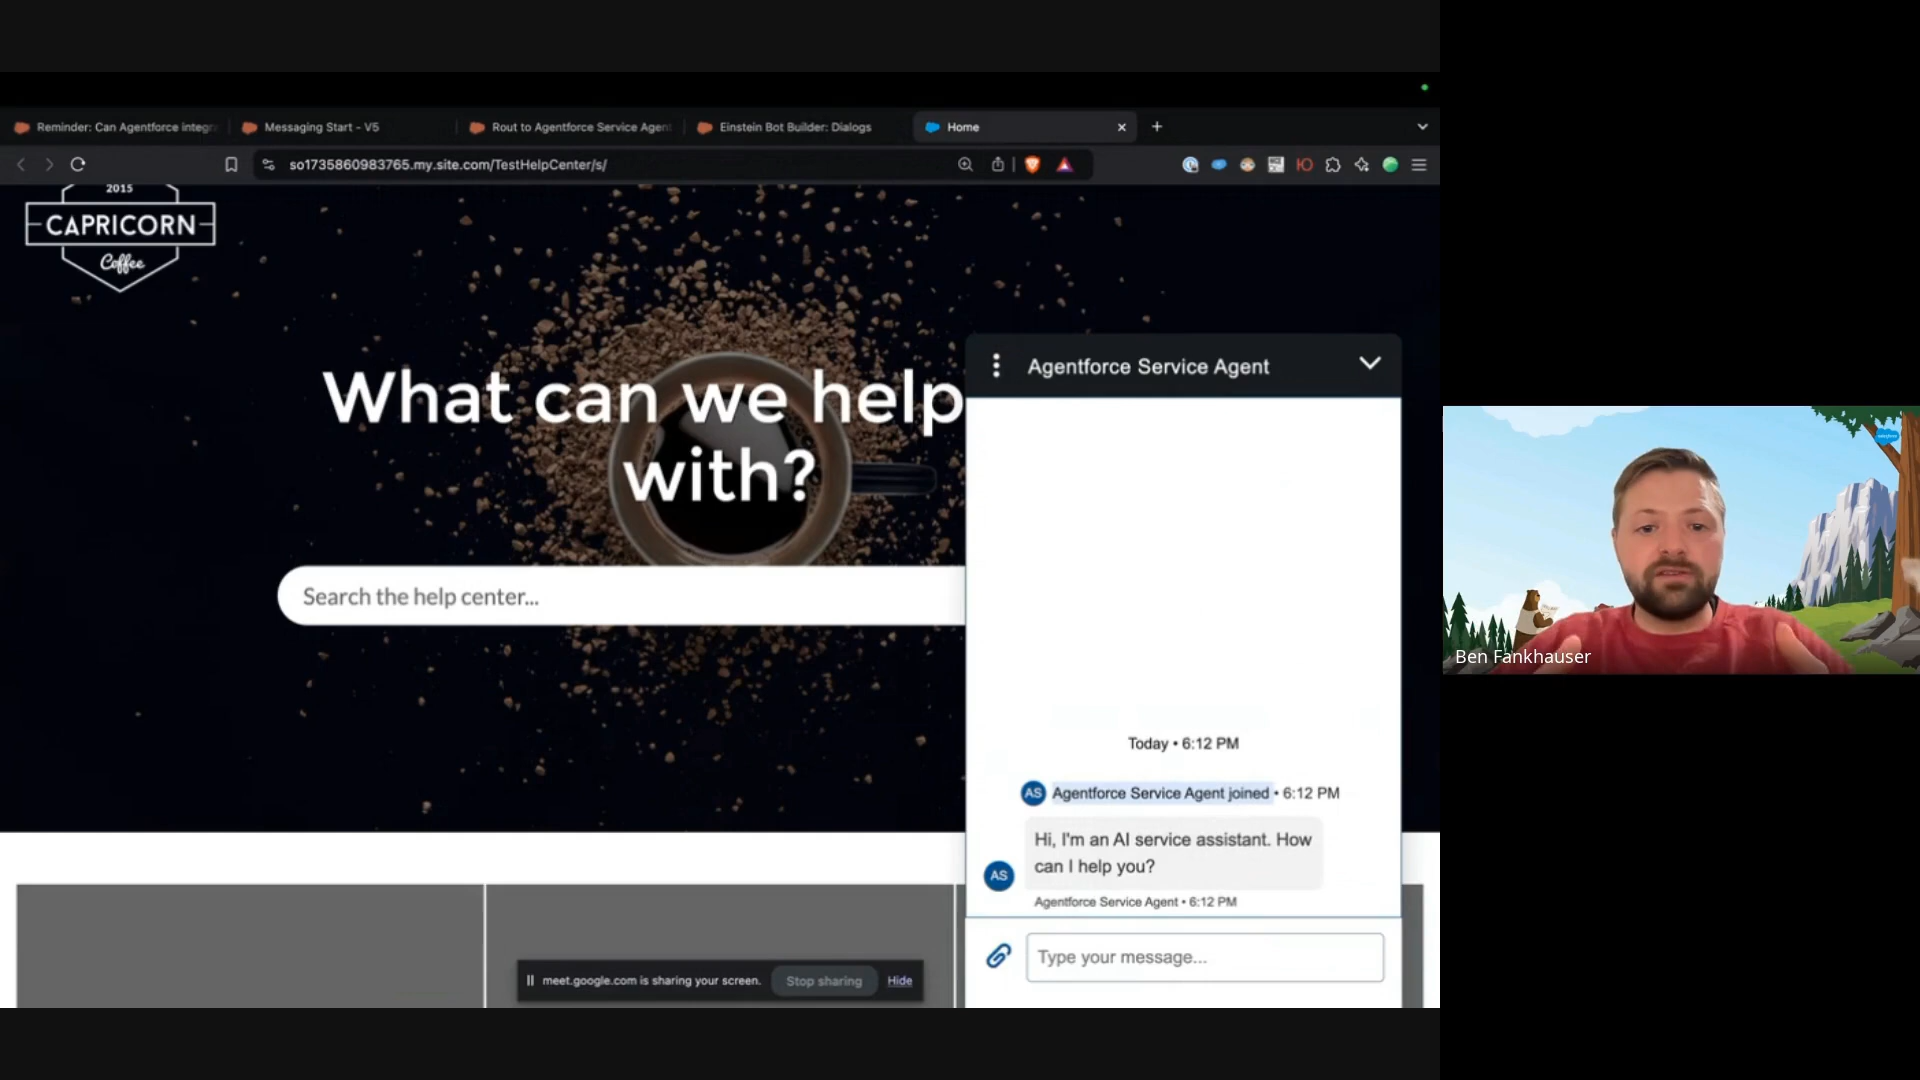 Reminder: Can Agentforce integr
Messaging Start - V5
Rout to Agentforce Service Agent
Einstein Bot Builder: Dialogs
Home
so1735860983765.my.site.com/TestHelpCenter/s/
2015
CAPRICORN
Coffee
What can we help
with?
Search the help center...
Agentforce Service Agent
Today • 6:12 PM
AS Agentforce Service Agent joined • 6:12 PM
Hi, I'm an AI service assistant. How
can I help you?
AS
Agentforce Service Agent • 6:12 PM
Type your message...
meet.google.com is sharing your screen. Stop sharing Hide
Ben Fankhauser